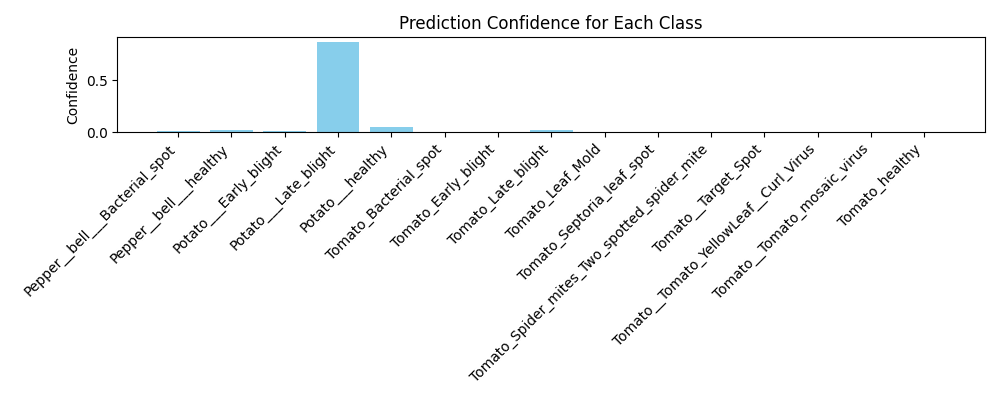 Prediction Confidence for Each Class
Confidence
0.5
0.0
Pepper__bell___Bacterial_spot
Pepper__bell___healthy
Potato___Early_blight
Potato___Late_blight
Potato___healthy
Tomato_Bacterial_spot
Tomato_Early_blight
Tomato_Late_blight
Tomato_Leaf_Mold
Tomato_Septoria_leaf_spot
Tomato_Spider_mites_Two_spotted_spider_mite
Tomato__Target_Spot
Tomato__Tomato_YellowLeaf__Curl_Virus
Tomato__Tomato_mosaic_virus
Tomato_healthy